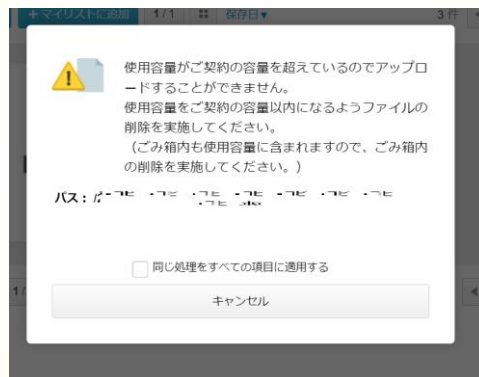 +マイリストに追加 1/1 保存日▼ 3件
使用容量がご契約の容量を超えているのでアップロ
ードすることができません。
使用容量をご契約の容量以内になるようファイルの
削除を実施してください。
（ごみ箱内も使用容量に含まれますので、ごみ箱内
の削除を実施してください。）
パス：
同じ処理をすべての項目に適用する
1/
キャンセル